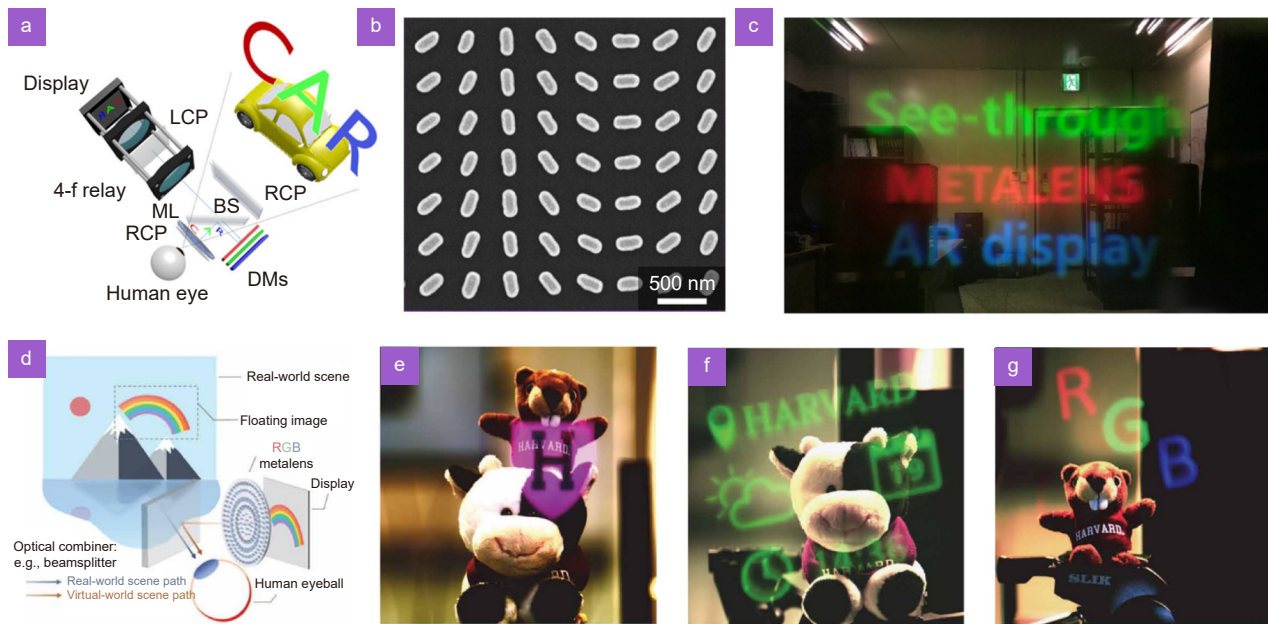 a
Display
LCP
4-f relay
ML
BS
RCP
RCP
Human eye
DMs
C
A
R
b
500 nm
c
See-through
METALENS
AR display
d
Real-world scene
Floating image
RGB
metalens
Display
Optical combiner:
e.g., beamsplitter
Real-world scene path
Virtual-world scene path
Human eyeball
e
HARVARD
H
f
HARVARD
19
HARVARD
g
R
G
B
HARVARD
SLIK